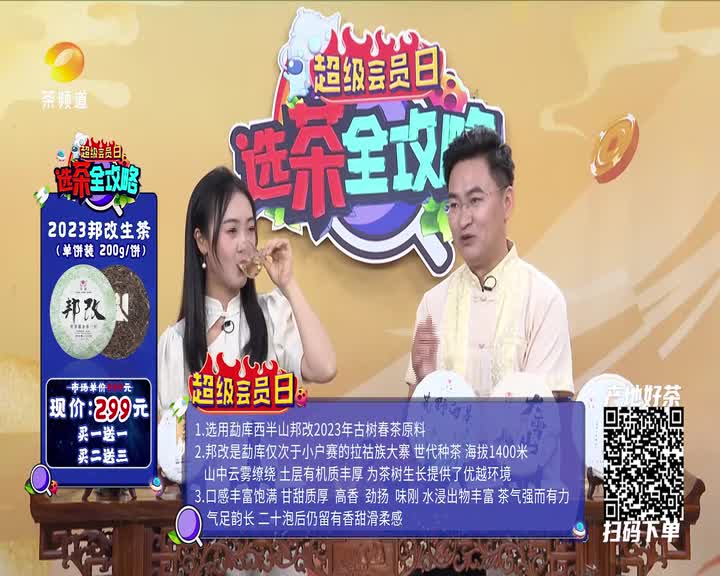 茶频道
超级会员日
选茶全攻略
超级会员日
选茶全攻略
2023邦改生茶
（单饼装 200g/饼）
邦改
现价:299元
买一送一
买二送三
超级会员日
1.选用勐库西半山邦改2023年古树春茶原料
2.邦改是勐库仅次于小户赛的拉祜族大寨 世代种茶 海拔1400米
山中云雾缭绕 土层有机质丰厚 为茶树生长提供了优越环境
3.口感丰富饱满 甘甜质厚 高香 劲扬 味刚 水浸出物丰富 茶气强而有力
气足韵长 二十泡后仍留有香甜滑柔感
产地好茶
扫码下单